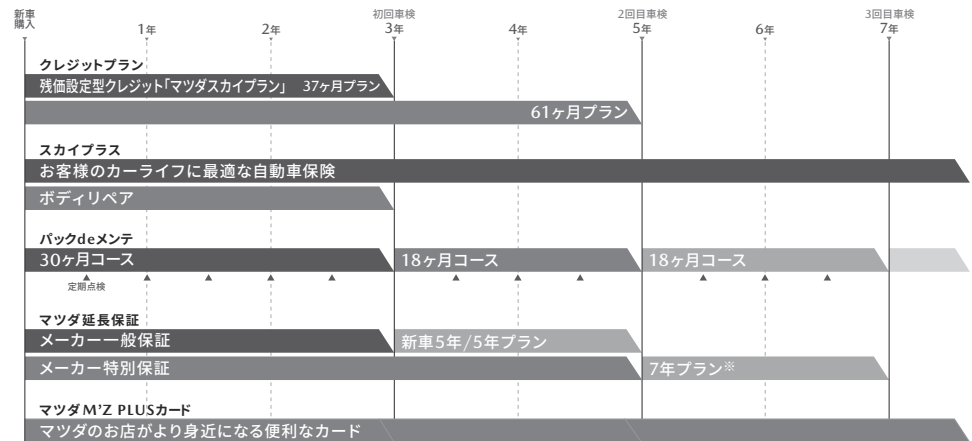 新車
購入
1年
2年
初回車検
3年
4年
2回目車検
5年
6年
3回目車検
7年
クレジットプラン
残価設定型クレジット「マツダスカイプラン」 37ヶ月プラン
61ヶ月プラン
スカイプラス
お客様のカーライフに最適な自動車保険
ボディリペア
パックdeメンテ
30ヶ月コース 18ヶ月コース 18ヶ月コース
定期点検
マツダ延長保証
メーカー一般保証 新車5年/5年プラン
メーカー特別保証 7年プラン※
マツダM'Z PLUSカード
マツダのお店がより身近になる便利なカード